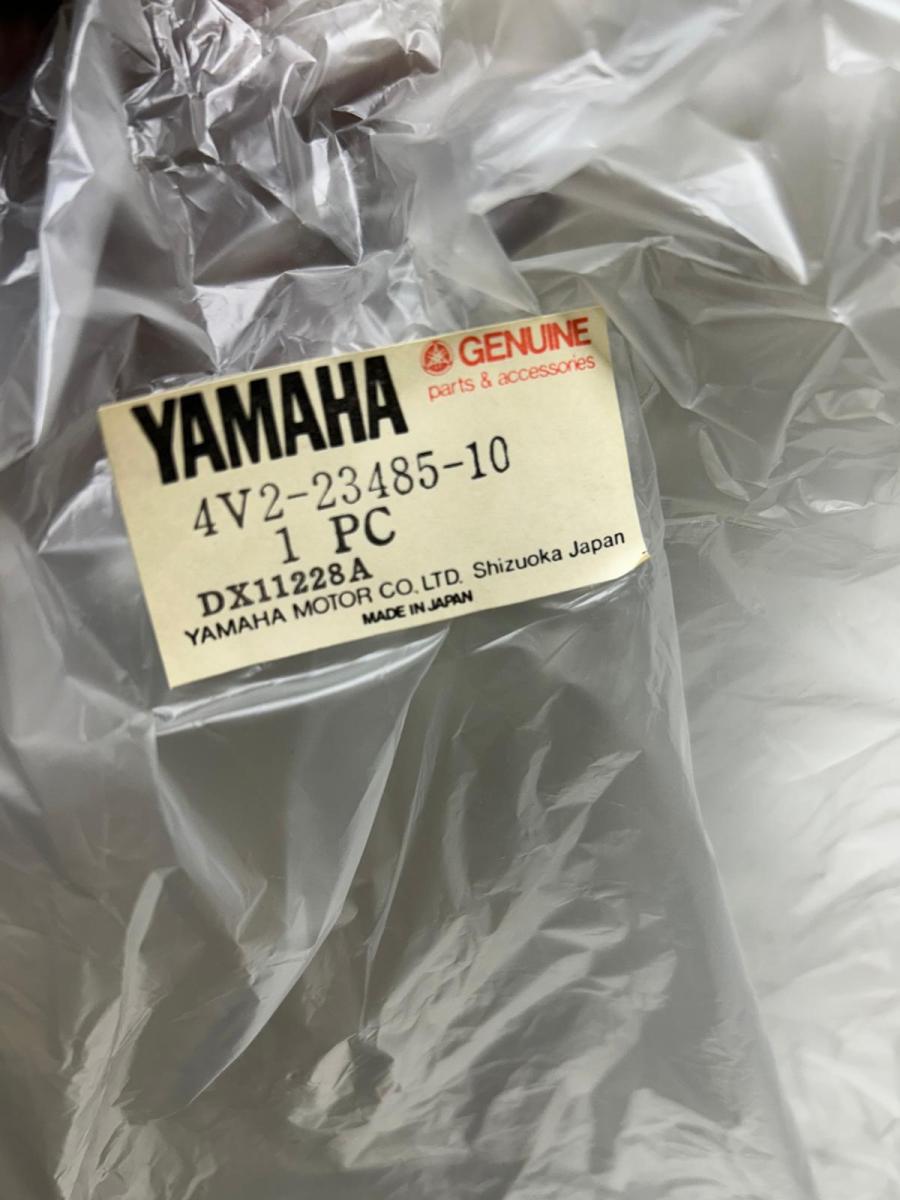 YAMAHA GENUINE
parts & accessories
4V2-23485-10
1 PC
DX11228A
YAMAHA MOTOR CO.,LTD. Shizuoka Japan
MADE IN JAPAN